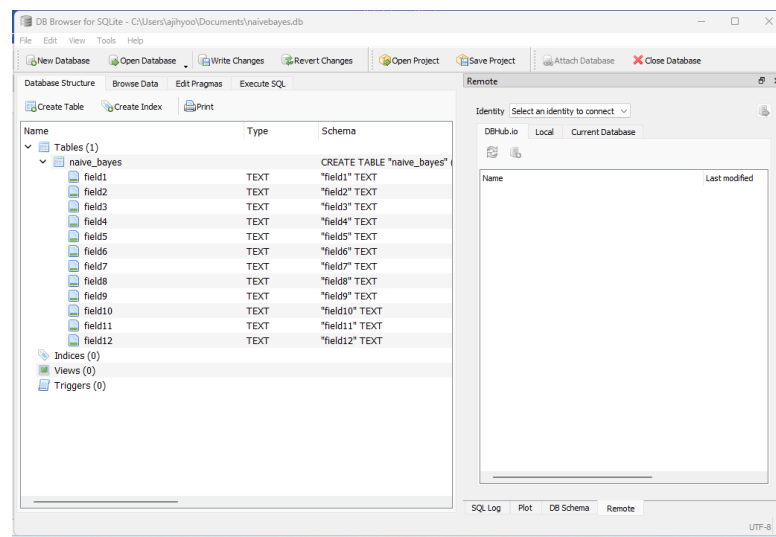 DB Browser for SQLite - C:\Users\ajihyoo\Documents\naivebayes.db
File Edit View Tools Help
New Database Open Database Write Changes Revert Changes Open Project Save Project Attach Database Close Database
Database Structure Browse Data Edit Pragmas Execute SQL
Create Table Create Index Print
Name Type Schema
Tables (1)
naive_bayes CREATE TABLE "naive_bayes" (
field1 TEXT "field1" TEXT
field2 TEXT "field2" TEXT
field3 TEXT "field3" TEXT
field4 TEXT "field4" TEXT
field5 TEXT "field5" TEXT
field6 TEXT "field6" TEXT
field7 TEXT "field7" TEXT
field8 TEXT "field8" TEXT
field9 TEXT "field9" TEXT
field10 TEXT "field10" TEXT
field11 TEXT "field11" TEXT
field12 TEXT "field12" TEXT
Indices (0)
Views (0)
Triggers (0)
Remote
Identity Select an identity to connect
DBHub.io Local Current Database
Name Last modified
SQL Log Plot DB Schema Remote
UTF-8